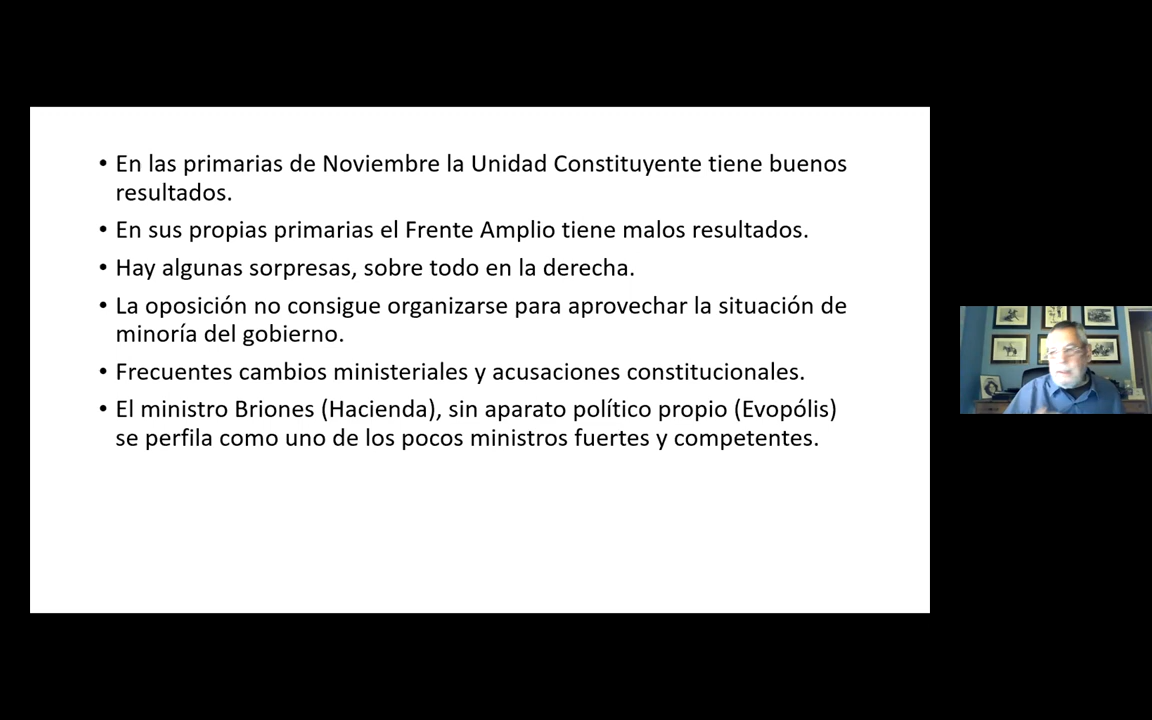 • En las primarias de Noviembre la Unidad Constituyente tiene buenos
resultados.
• En sus propias primarias el Frente Amplio tiene malos resultados.
• Hay algunas sorpresas, sobre todo en la derecha.
• La oposición no consigue organizarse para aprovechar la situación de
minoría del gobierno.
• Frecuentes cambios ministeriales y acusaciones constitucionales.
• El ministro Briones (Hacienda), sin aparato político propio (Evopólis)
se perfila como uno de los pocos ministros fuertes y competentes.